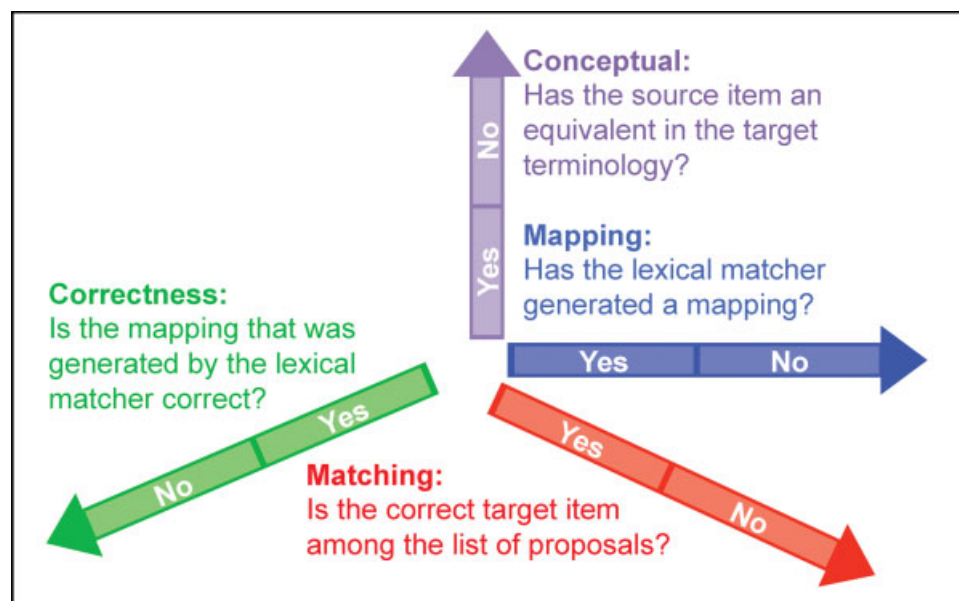 Conceptual:
Has the source item an
equivalent in the target
terminology?
No
Yes
Mapping:
Has the lexical matcher
generated a mapping?
Yes
No
Correctness:
Is the mapping that was
generated by the lexical
matcher correct?
Yes
No
Matching:
Is the correct target item
among the list of proposals?
Yes
No